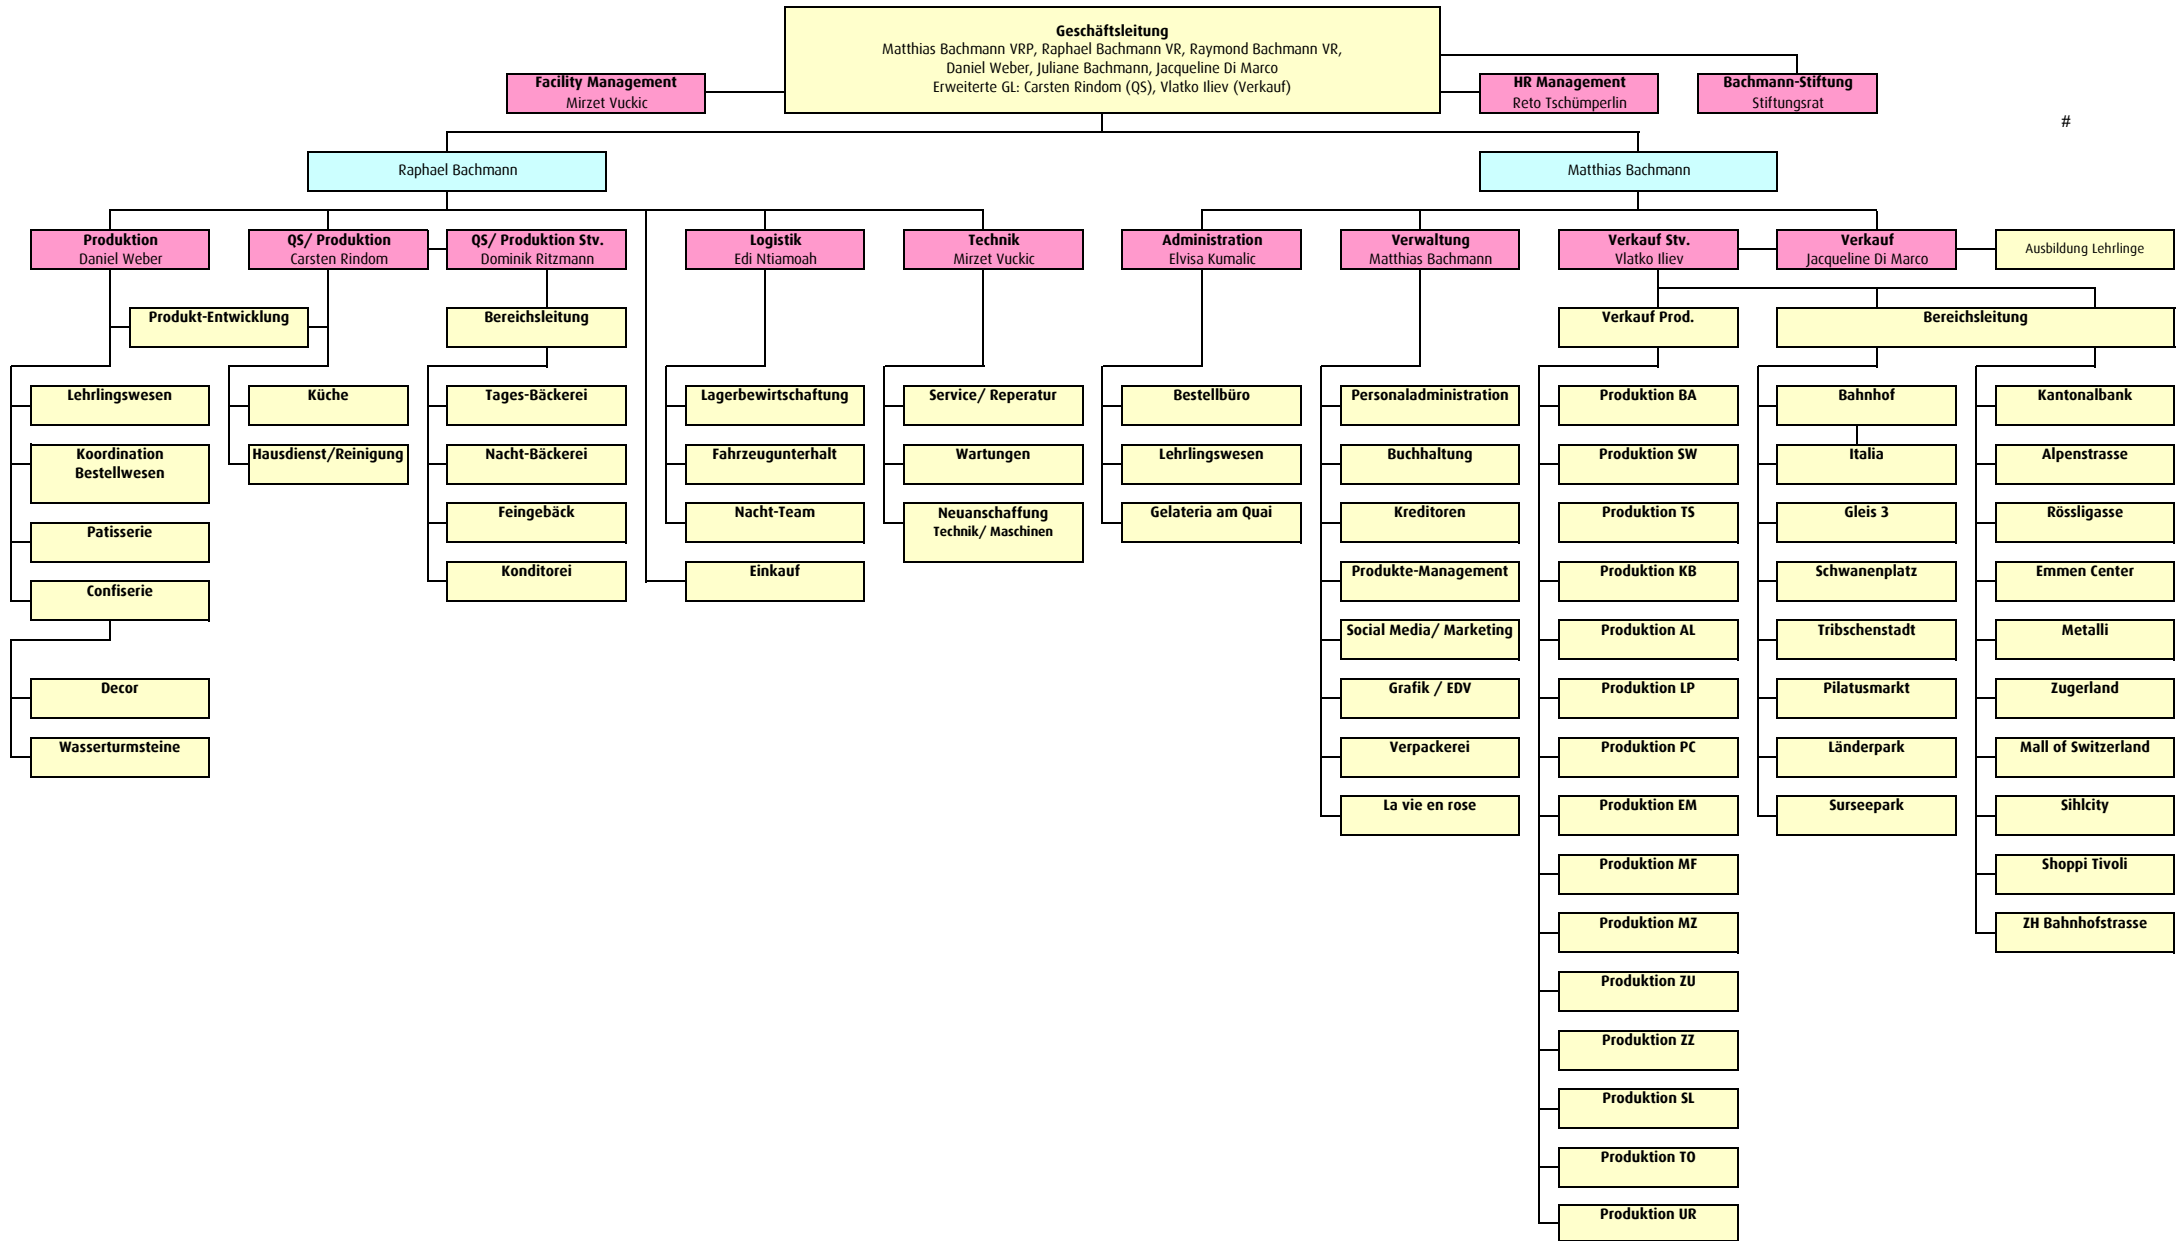 Geschäftsleitung
Matthias Bachmann VRP, Raphael Bachmann VR, Raymond Bachmann VR,
Daniel Weber, Juliane Bachmann, Jacqueline Di Marco
Erweiterte GL: Carsten Rindom (QS), Vlatko Iliev (Verkauf)
Facility Management
Mirzet Vuckic
HR Management
Reto Tschümperlin
Bachmann-Stiftung
Stiftungsrat
#
Raphael Bachmann
Matthias Bachmann
Produktion
Daniel Weber
QS/ Produktion
Carsten Rindom
QS/ Produktion Stv.
Dominik Ritzmann
Logistik
Edi Ntiamoah
Technik
Mirzet Vuckic
Administration
Elvisa Kumalic
Verwaltung
Matthias Bachmann
Verkauf Stv.
Vlatko Iliev
Verkauf
Jacqueline Di Marco
Ausbildung Lehrlinge
Produkt-Entwicklung
Bereichsleitung
Verkauf Prod.
Bereichsleitung
Lehrlingswesen
Koordination
Bestellwesen
Patisserie
Confiserie
Decor
Wasserturmsteine
Küche
Hausdienst/Reinigung
Tages-Bäckerei
Nacht-Bäckerei
Feingebäck
Konditorei
Lagerbewirtschaftung
Fahrzeugunterhalt
Nacht-Team
Einkauf
Service/ Reperatur
Wartungen
Neuanschaffung
Technik/ Maschinen
Bestellbüro
Lehrlingswesen
Gelateria am Quai
Personaladministration
Buchhaltung
Kreditoren
Produkte-Management
Social Media/ Marketing
Grafik / EDV
Verpackerei
La vie en rose
Produktion BA
Produktion SW
Produktion TS
Produktion KB
Produktion AL
Produktion LP
Produktion PC
Produktion EM
Produktion MF
Produktion MZ
Produktion ZU
Produktion ZZ
Produktion SL
Produktion TO
Produktion UR
Bahnhof
Italia
Gleis 3
Schwanenplatz
Tribschenstadt
Pilatusmarkt
Länderpark
Surseepark
Kantonalbank
Alpenstrasse
Rössligasse
Emmen Center
Metalli
Zugerland
Mall of Switzerland
Sihlcity
Shoppi Tivoli
ZH Bahnhofstrasse